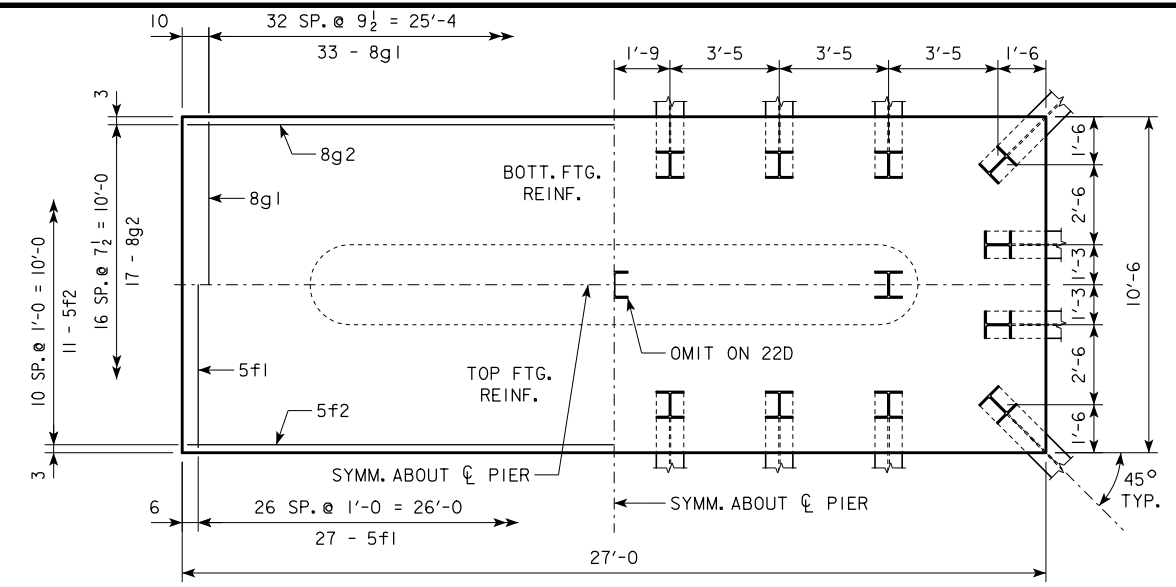 10
32 SP. @ 9½ = 25'-4
33 - 8g1
1'-9
3'-5
3'-5
3'-5
1'-6
3
8g2
BOTT. FTG.
REINF.
8g1
16 SP. @ 7½ = 10'-0
17 - 8g2
10 SP. @ 1'-0 = 10'-0
11 - 5f2
1'-6
2'-6
1'-3
1'-3
2'-6
1'-6
10'-6
OMIT ON 22D
5f1
TOP FTG.
REINF.
5f2
3
SYMM. ABOUT ℄ PIER
SYMM. ABOUT ℄ PIER
45°
TYP.
6
26 SP. @ 1'-0 = 26'-0
27 - 5f1
27'-0